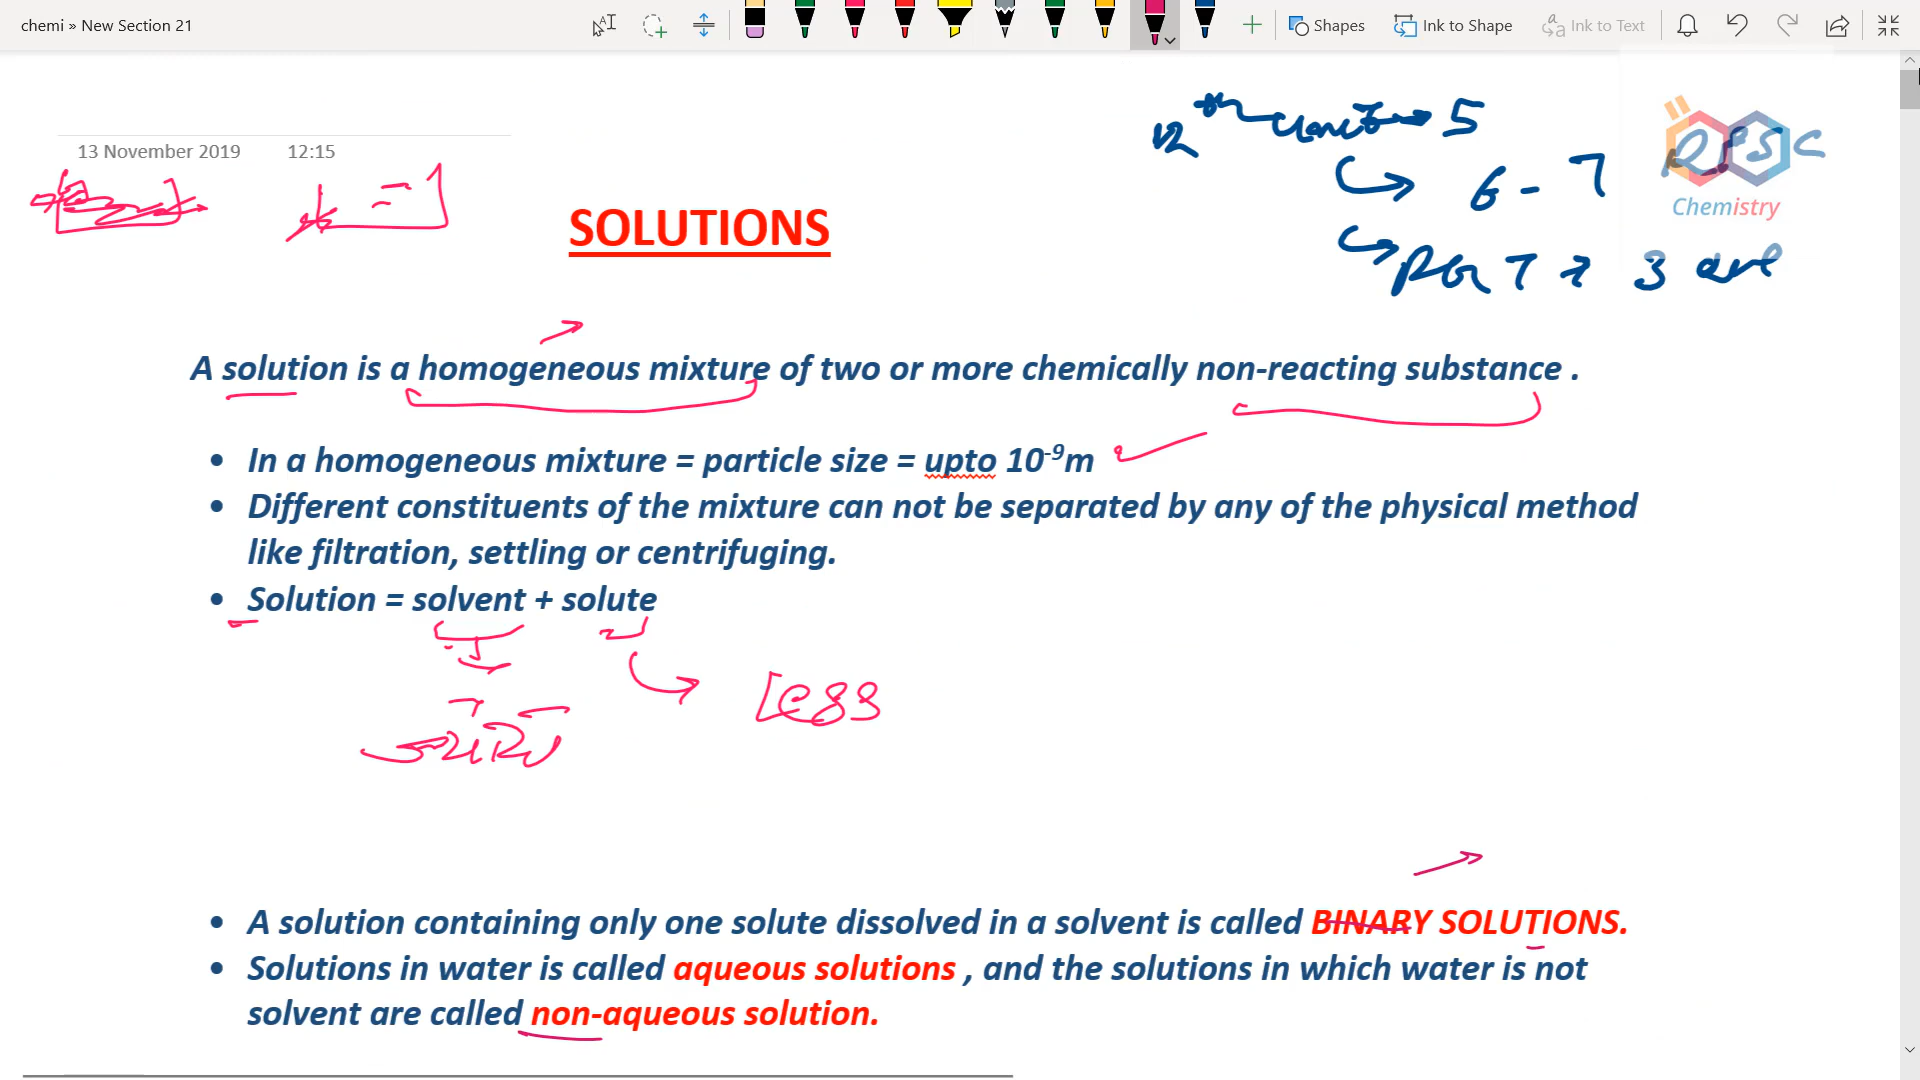 chemi » New Section 21
Shapes
Ink to Shape
Ink to Text
13 November 2019 12:15
12th → 5
6 - 7
RPSC
Chemistry
PGT → 3
= 1
SOLUTIONS
A solution is a homogeneous mixture of two or more chemically non-reacting substance .
• In a homogeneous mixture = particle size = upto 10⁻⁹m
• Different constituents of the mixture can not be separated by any of the physical method
like filtration, settling or centrifuging.
• Solution = solvent + solute
less
• A solution containing only one solute dissolved in a solvent is called BINARY SOLUTIONS.
• Solutions in water is called aqueous solutions , and the solutions in which water is not
solvent are called non-aqueous solution.